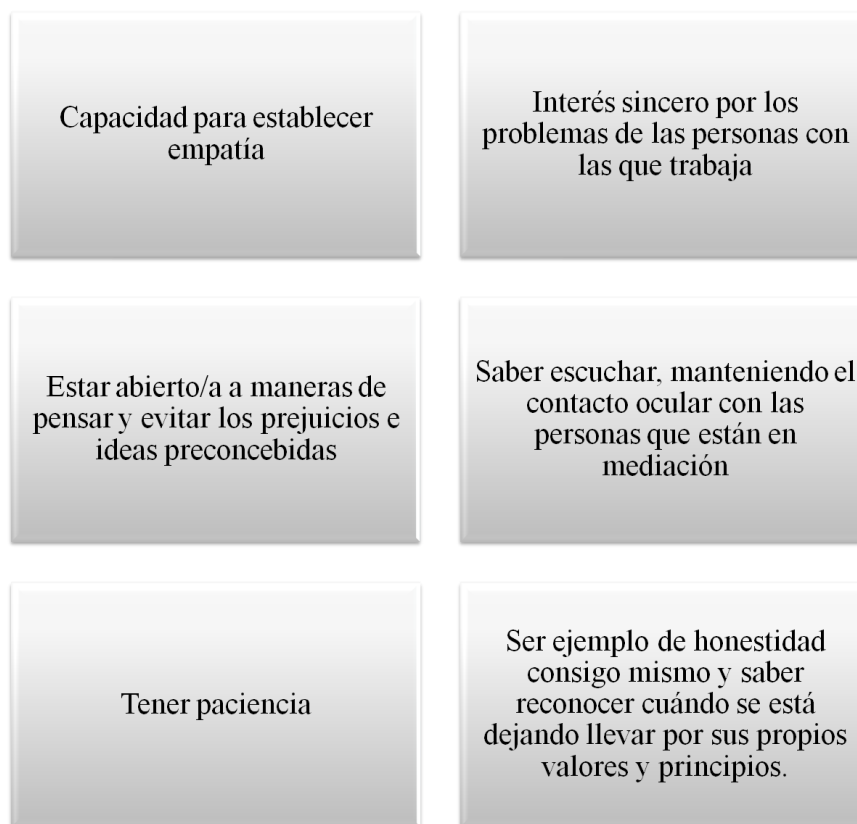 Capacidad para establecer
empatía
Interés sincero por los
problemas de las personas con
las que trabaja
Estar abierto/a a maneras de
pensar y evitar los prejuicios e
ideas preconcebidas
Saber escuchar, manteniendo el
contacto ocular con las
personas que están en
mediación
Tener paciencia
Ser ejemplo de honestidad
consigo mismo y saber
reconocer cuándo se está
dejando llevar por sus propios
valores y principios.